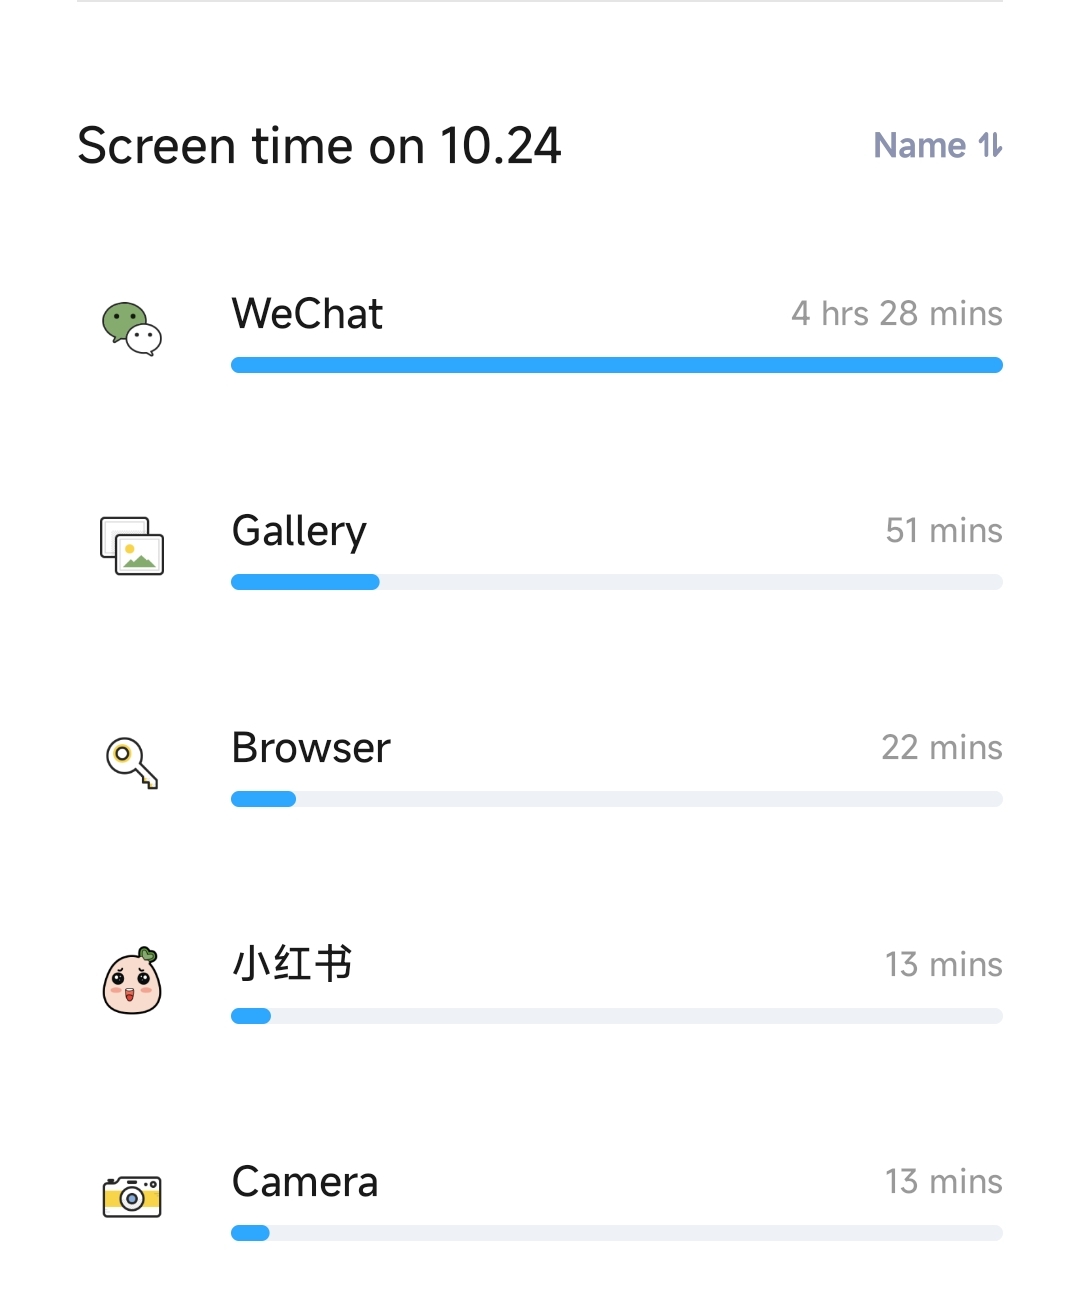 Screen time on 10.24
Name
WeChat
4 hrs 28 mins
Gallery
51 mins
Browser
22 mins
小红书
13 mins
Camera
13 mins